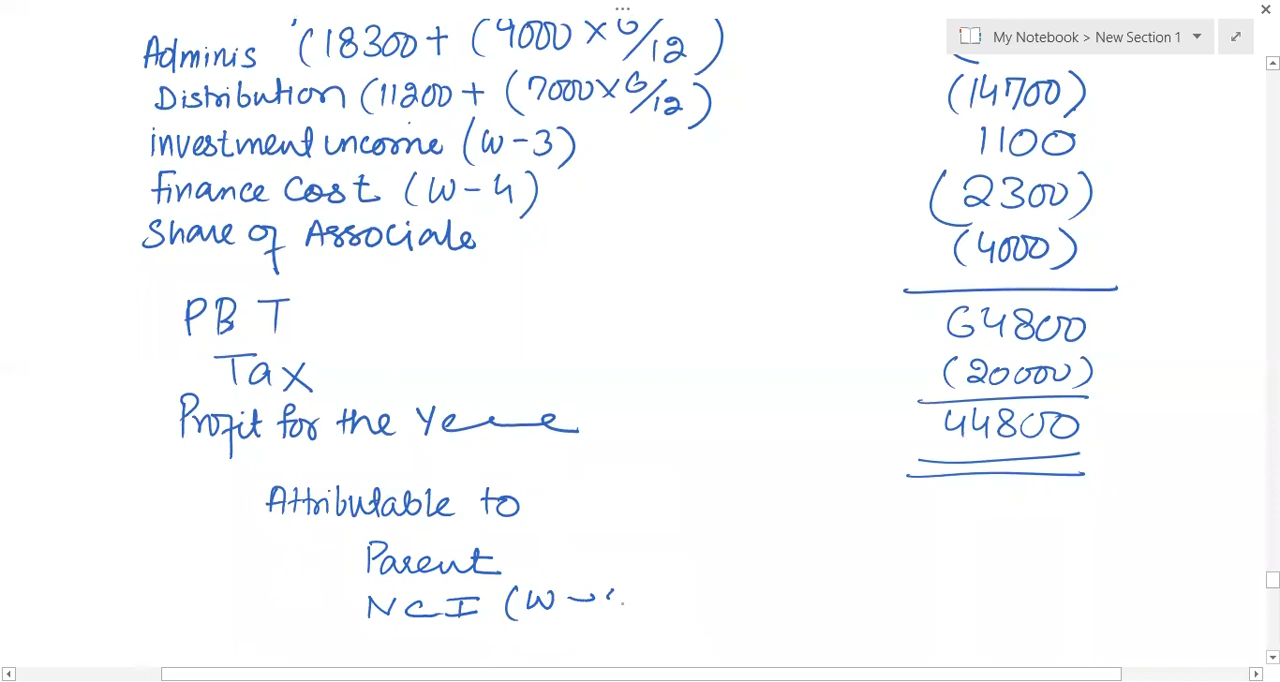 My Notebook > New Section 1
Adminis (18300 + (4000 × 6/12)
Distribution (11200 + (7000 × 6/12) (14700)
investment income (W-3) 1100
Finance Cost (W-4) (2300)
Share of Associate (4000)
PBT 64800
Tax (20000)
Profit for the Year 44800
Attributable to
Parent
NCI (W-